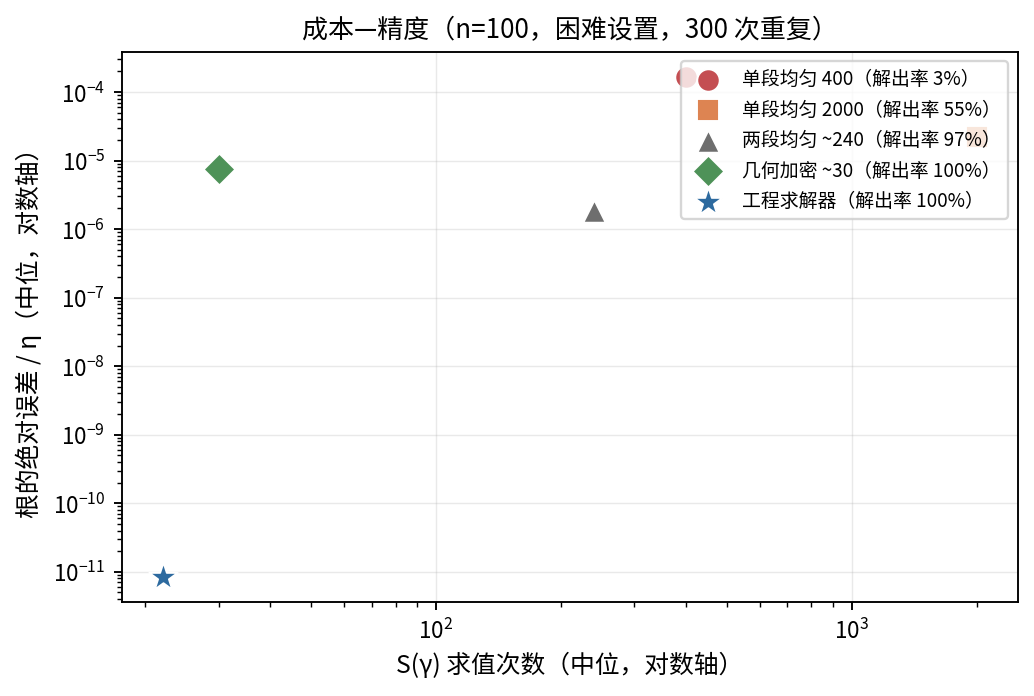 成本—精度（n=100，困难设置，300 次重复）
根的绝对误差 / η（中位，对数轴）
10⁻⁴
10⁻⁵
10⁻⁶
10⁻⁷
10⁻⁸
10⁻⁹
10⁻¹⁰
10⁻¹¹
单段均匀 400（解出率 3%）
单段均匀 2000（解出率 55%）
两段均匀 ~240（解出率 97%）
几何加密 ~30（解出率 100%）
工程求解器（解出率 100%）
10²
10³
S(γ) 求值次数（中位，对数轴）